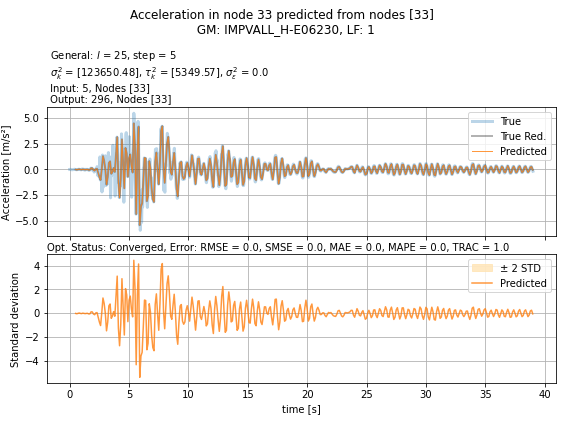 Acceleration in node 33 predicted from nodes [33]
GM: IMPVALL_H-E06230, LF: 1
General: l = 25, step = 5
σ²ₖ = [123650.48], τ²ₖ = [5349.57], σ²ε = 0.0
Input: 5, Nodes [33]
Output: 296, Nodes [33]
Acceleration [m/s²]
5.0
2.5
0.0
−2.5
−5.0
True
True Red.
Predicted
Opt. Status: Converged, Error: RMSE = 0.0, SMSE = 0.0, MAE = 0.0, MAPE = 0.0, TRAC = 1.0
Standard deviation
4
2
0
−2
−4
± 2 STD
Predicted
0 5 10 15 20 25 30 35 40
time [s]